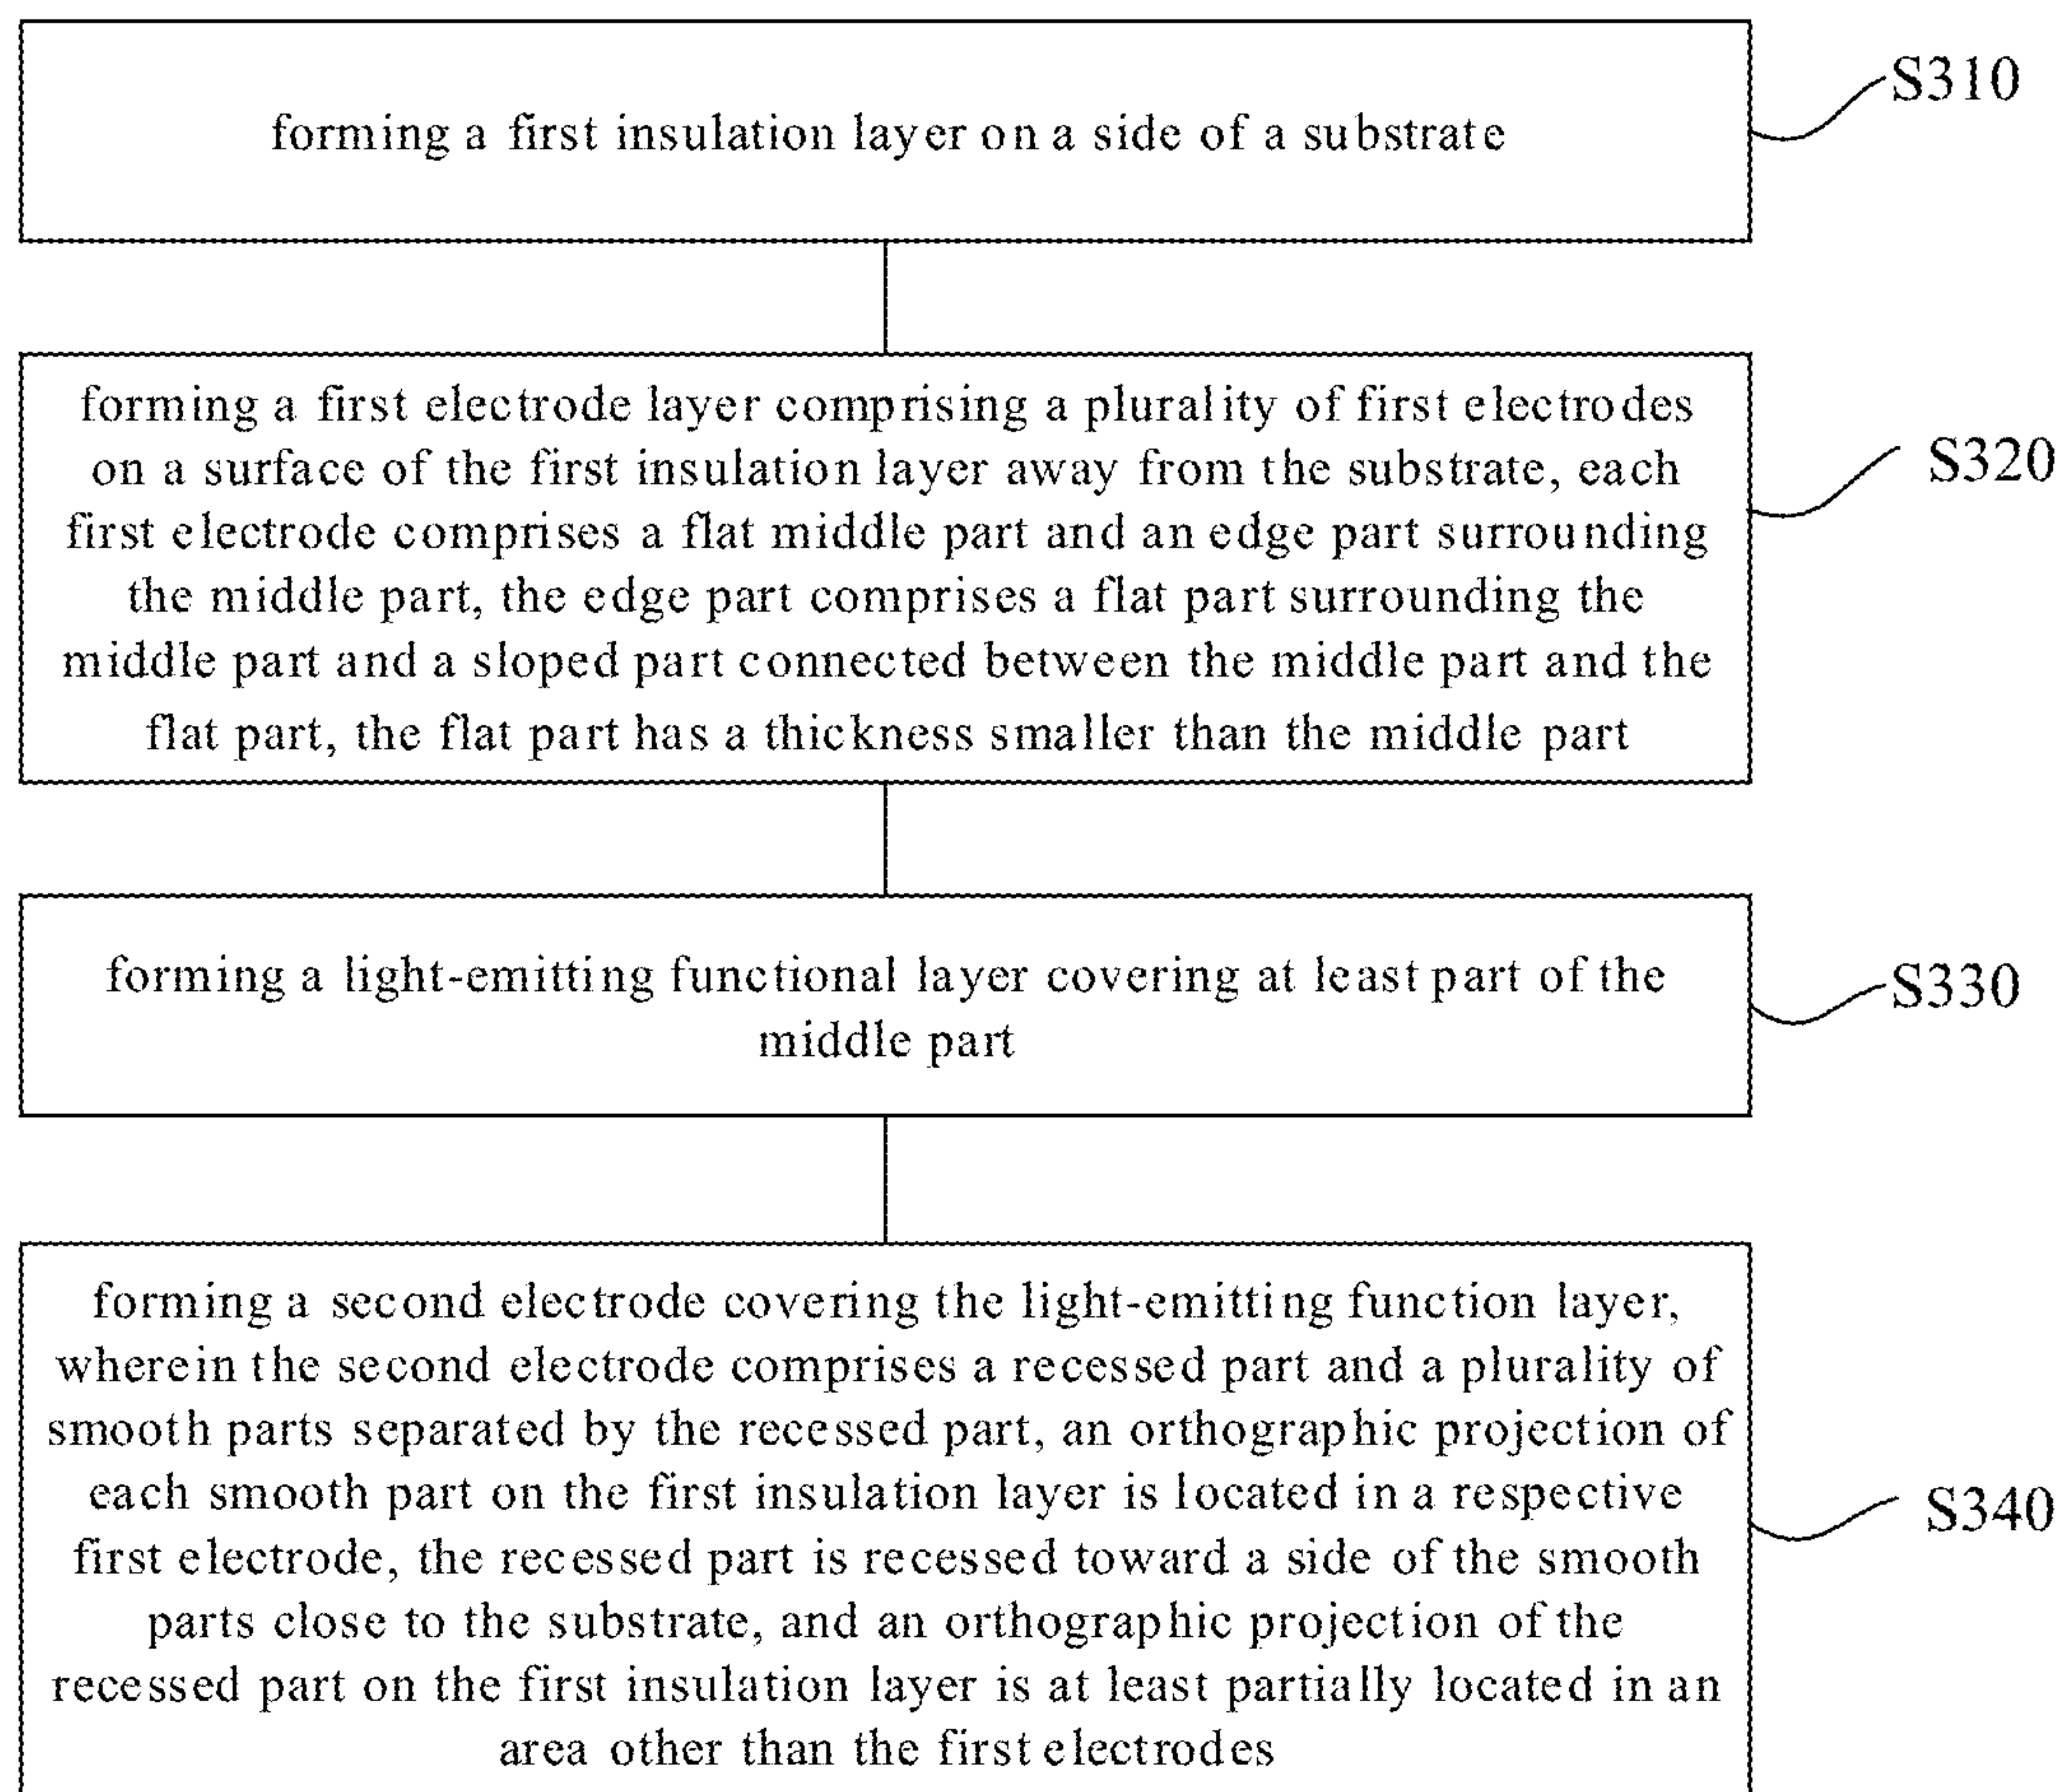 forming a first insulation layer on a side of a substrate
S310
forming a first electrode layer comprising a plurality of first electrodes
on a surface of the first insulation layer away from the substrate, each
first electrode comprises a flat middle part and an edge part surrounding
the middle part, the edge part comprises a flat part surrounding the
middle part and a sloped part connected between the middle part and the
flat part, the flat part has a thickness smaller than the middle part
S320
forming a light-emitting functional layer covering at least part of the
middle part
S330
forming a second electrode covering the light-emitting function layer,
wherein the second electrode comprises a recessed part and a plurality of
smooth parts separated by the recessed part, an orthographic projection of
each smooth part on the first insulation layer is located in a respective
first electrode, the recessed part is recessed toward a side of the smooth
parts close to the substrate, and an orthographic projection of the
recessed part on the first insulation layer is at least partially located in an
area other than the first electrodes
S340